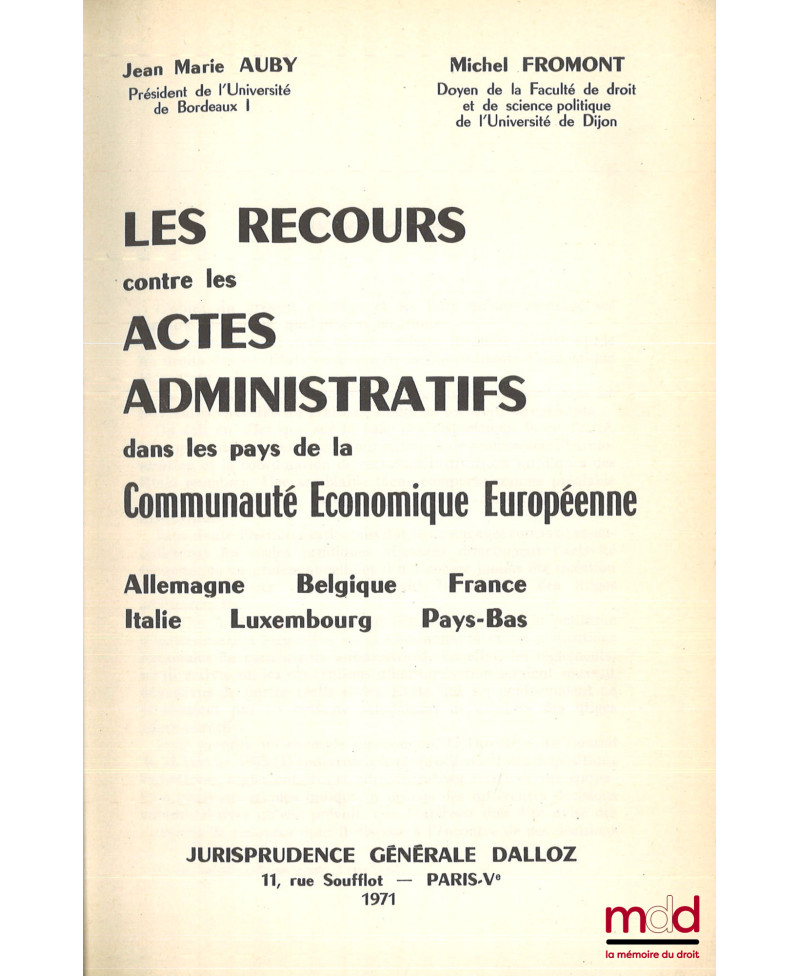 Jean Marie AUBY
Président de l'Université
de Bordeaux I
Michel FROMONT
Doyen de la Faculté de droit
et de science politique
de l'Université de Dijon
LES RECOURS
contre les
ACTES
ADMINISTRATIFS
dans les pays de la
Communauté Economique Européenne
Allemagne Belgique France
Italie Luxembourg Pays-Bas
JURISPRUDENCE GÉNÉRALE DALLOZ
11, rue Soufflot — PARIS-Ve
1971
mdd
la mémoire du droit